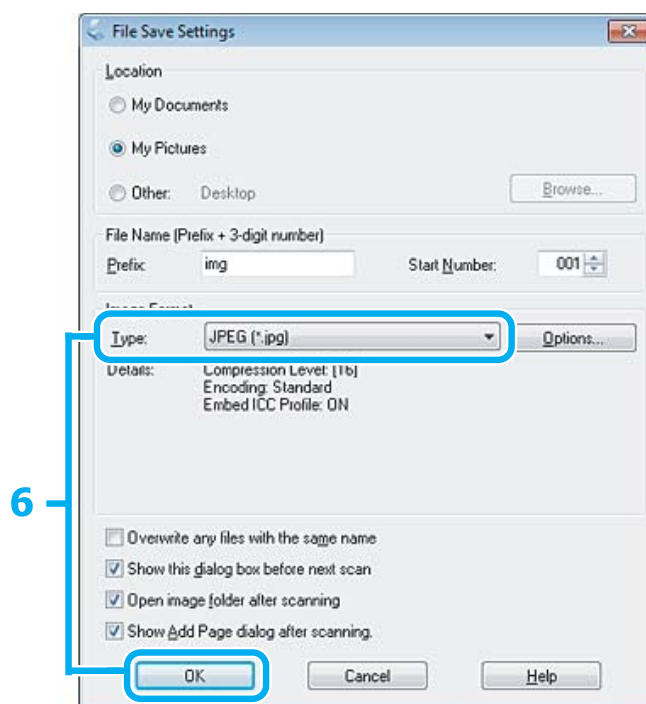 File Save Settings
Location
My Documents
My Pictures
Other: Desktop Browse...
File Name (Prefix + 3-digit number)
Prefix: img Start Number: 001
Image Format
Type: JPEG (*.jpg) Options...
Details: Compression Level: [16]
Encoding: Standard
Embed ICC Profile: ON
6
Overwrite any files with the same name
Show this dialog box before next scan
Open image folder after scanning
Show Add Page dialog after scanning.
OK Cancel Help